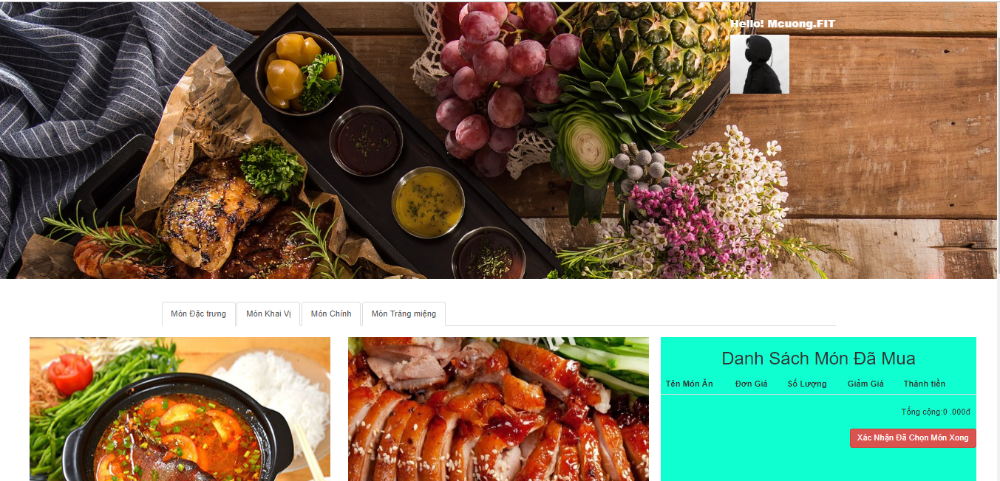 Hello! Mcuong.FIT
Món Đặc trưng Món Khai Vị Món Chính Món Tráng miệng
Danh Sách Món Đã Mua
Tên Món Ăn Đơn Giá Số Lượng Giảm Giá Thành tiền
Tổng cộng:0 .000đ
Xác Nhận Đã Chọn Món Xong